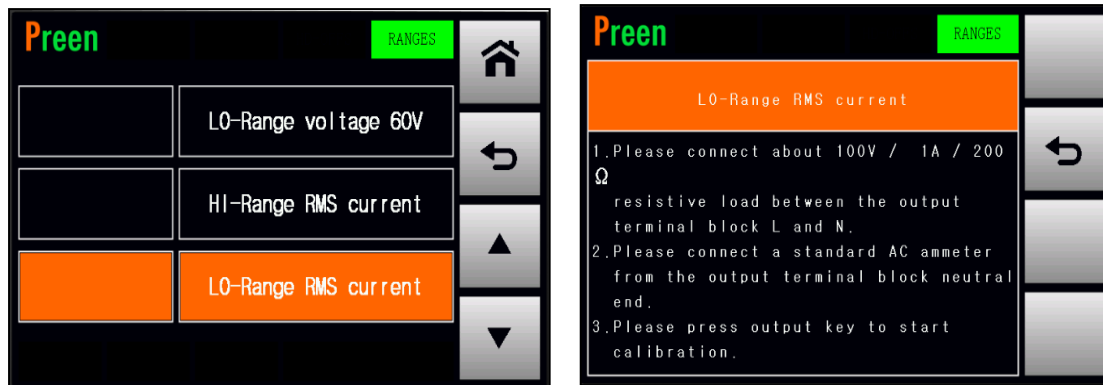 Preen
RANGES
LO-Range voltage 60V
HI-Range RMS current
LO-Range RMS current
Preen
RANGES
LO-Range RMS current
1.Please connect about 100V / 1A / 200
Ω
resistive load between the output
terminal block L and N.
2.Please connect a standard AC ammeter
from the output terminal block neutral
end.
3.Please press output key to start
calibration.